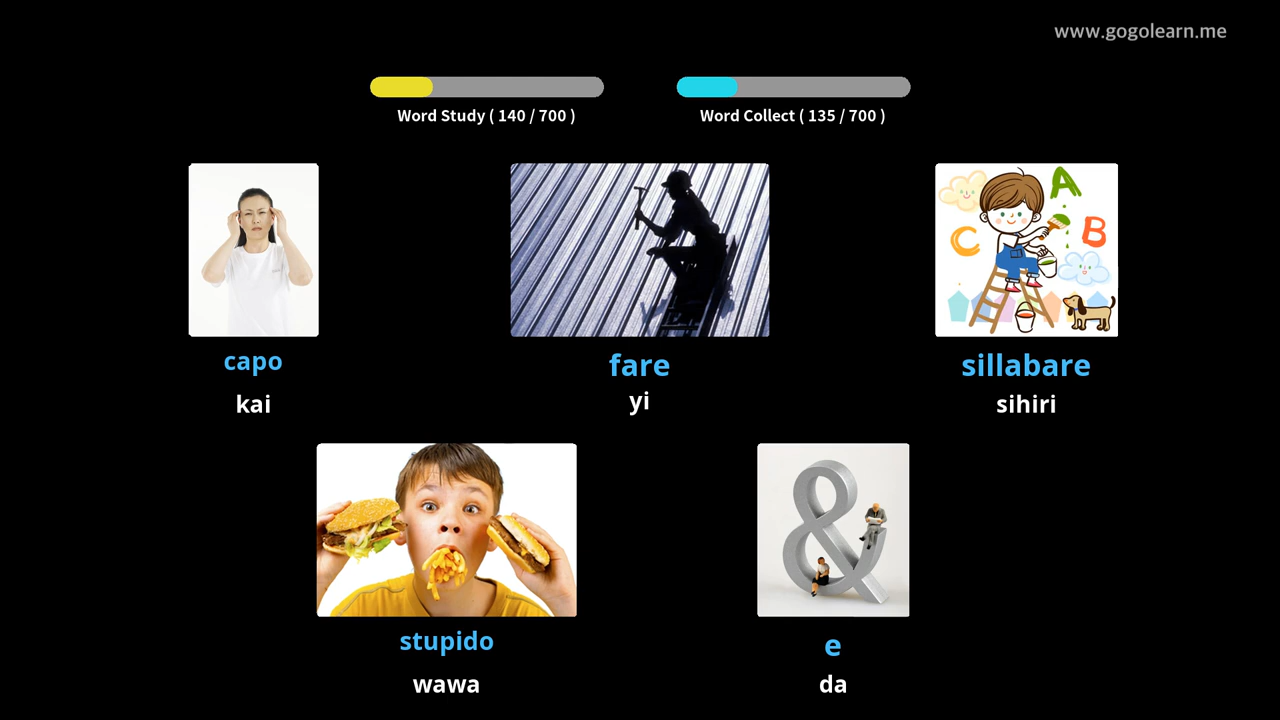 www.gogolearn.me
Word Study ( 140 / 700 )
Word Collect ( 135 / 700 )
capo
kai
fare
yi
A
B
C
sillabare
sihiri
stupido
wawa
&
e
da